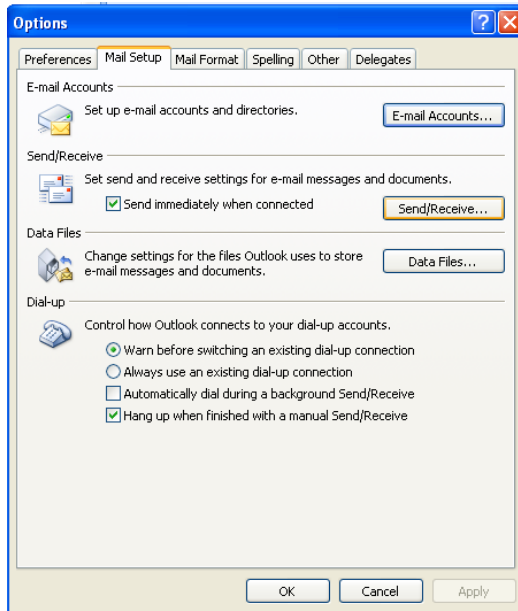 Options
?
X
Preferences Mail Setup Mail Format Spelling Other Delegates
E-mail Accounts
Set up e-mail accounts and directories.
E-mail Accounts...
Send/Receive
Set send and receive settings for e-mail messages and documents.
Send immediately when connected
Send/Receive...
Data Files
Change settings for the files Outlook uses to store
e-mail messages and documents.
Data Files...
Dial-up
Control how Outlook connects to your dial-up accounts.
Warn before switching an existing dial-up connection
Always use an existing dial-up connection
Automatically dial during a background Send/Receive
Hang up when finished with a manual Send/Receive
OK Cancel Apply